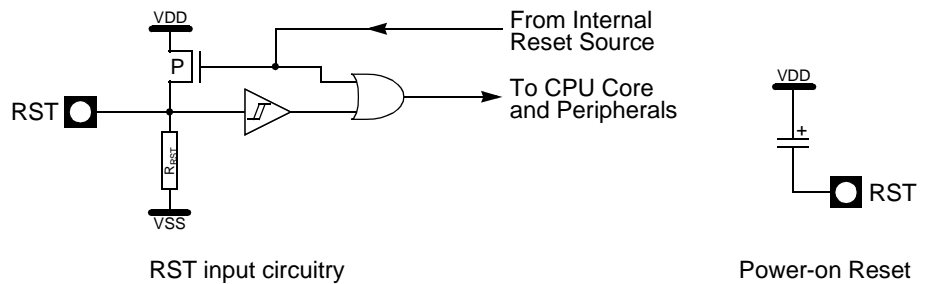 VDD
From Internal
Reset Source
P
To CPU Core
and Peripherals
RST
RRST
VSS
RST input circuitry
VDD
+
RST
Power-on Reset